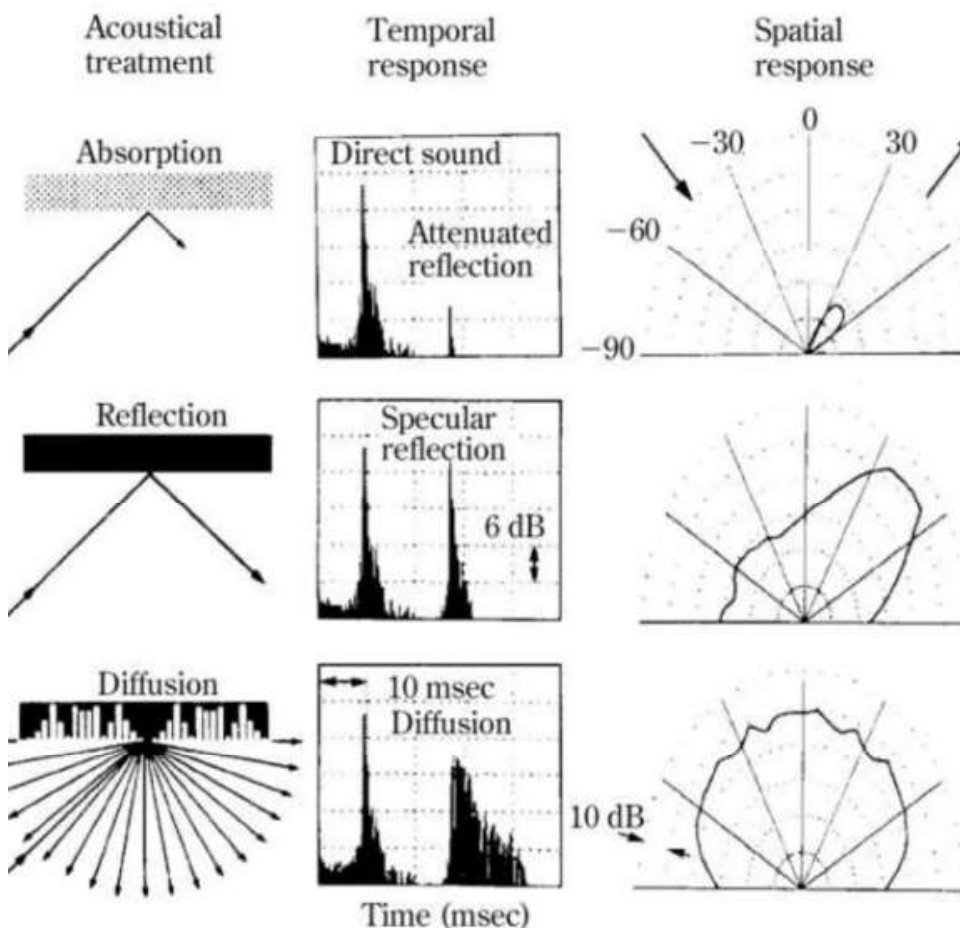 Acoustical
treatment
Temporal
response
Spatial
response
Absorption
Direct sound
Attenuated
reflection
0
−30
30
−60
−90
Reflection
Specular
reflection
6 dB
Diffusion
10 msec
Diffusion
10 dB
Time (msec)